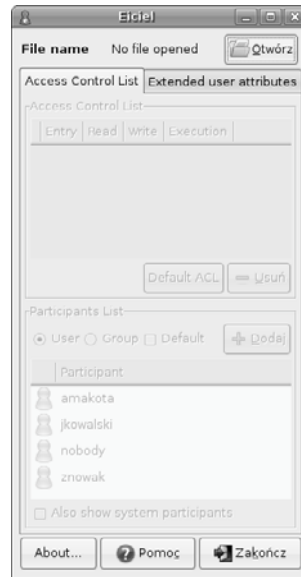 Eiciel
File name No file opened Otwórz
Access Control List Extended user attributes
Access Control List
Entry Read Write Execution
Default ACL Usuń
Participants List
User Group Default Dodaj
Participant
amakota
jkowalski
nobody
znowak
Also show system participants
About... Pomoc Zakończ